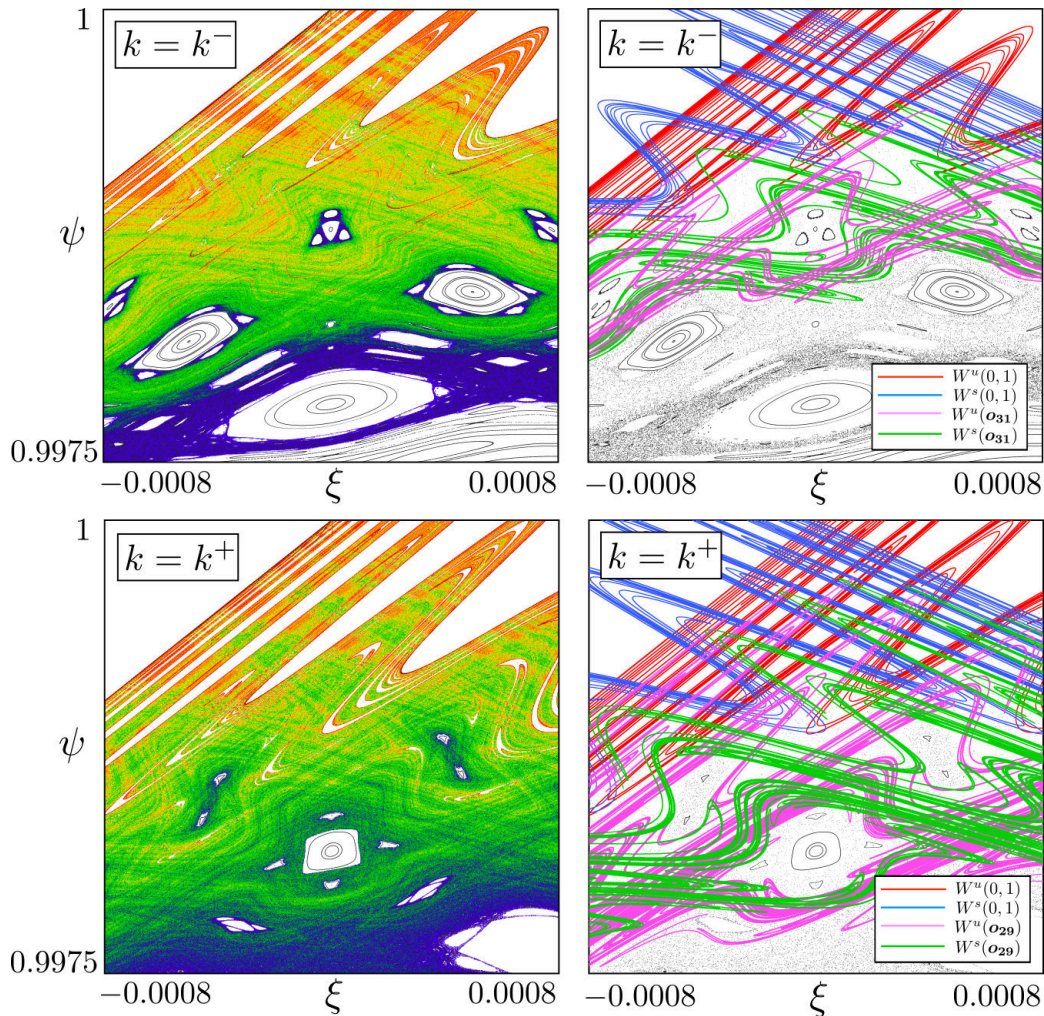 1
k = k⁻
ψ
0.9975
−0.0008
ξ
0.0008
k = k⁻
Wᵘ(0, 1)
Wˢ(0, 1)
Wᵘ(o₃₁)
Wˢ(o₃₁)
−0.0008
ξ
0.0008
1
k = k⁺
ψ
0.9975
−0.0008
ξ
0.0008
k = k⁺
Wᵘ(0, 1)
Wˢ(0, 1)
Wᵘ(o₂₉)
Wˢ(o₂₉)
−0.0008
ξ
0.0008